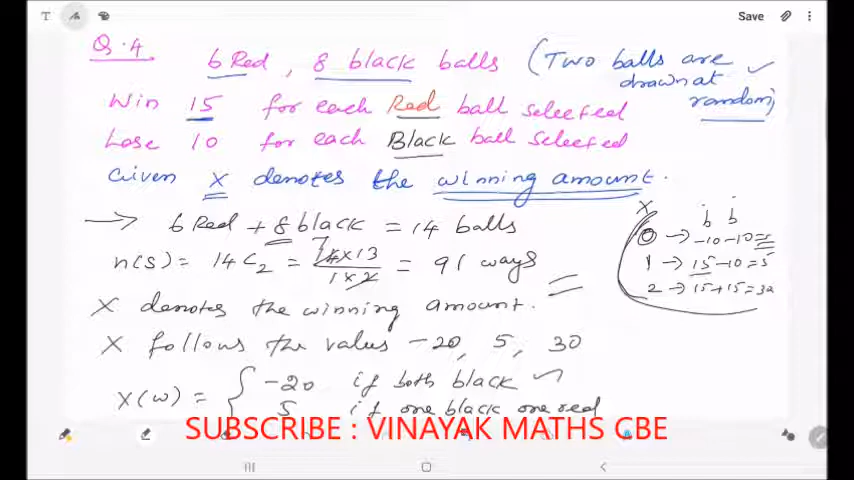 T
Save
Q.4 6 Red, 8 black balls (Two balls are drawn at random)
Win 15 for each Red ball selected
Lose 10 for each Black ball selected
Given X denotes the winning amount.
→ 6 Red + 8 black = 14 balls
n(S) = 14C2 = 14×13 / 1×2 = 91 ways
X denotes the winning amount.
X follows the value -20, 5, 30
X(w) = { -20 if both black ✓
5 if one black one red
X b b
0 → -10-10=
1 → 15-10=5
2 → 15+15=30
SUBSCRIBE : VINAYAK MATHS CBE